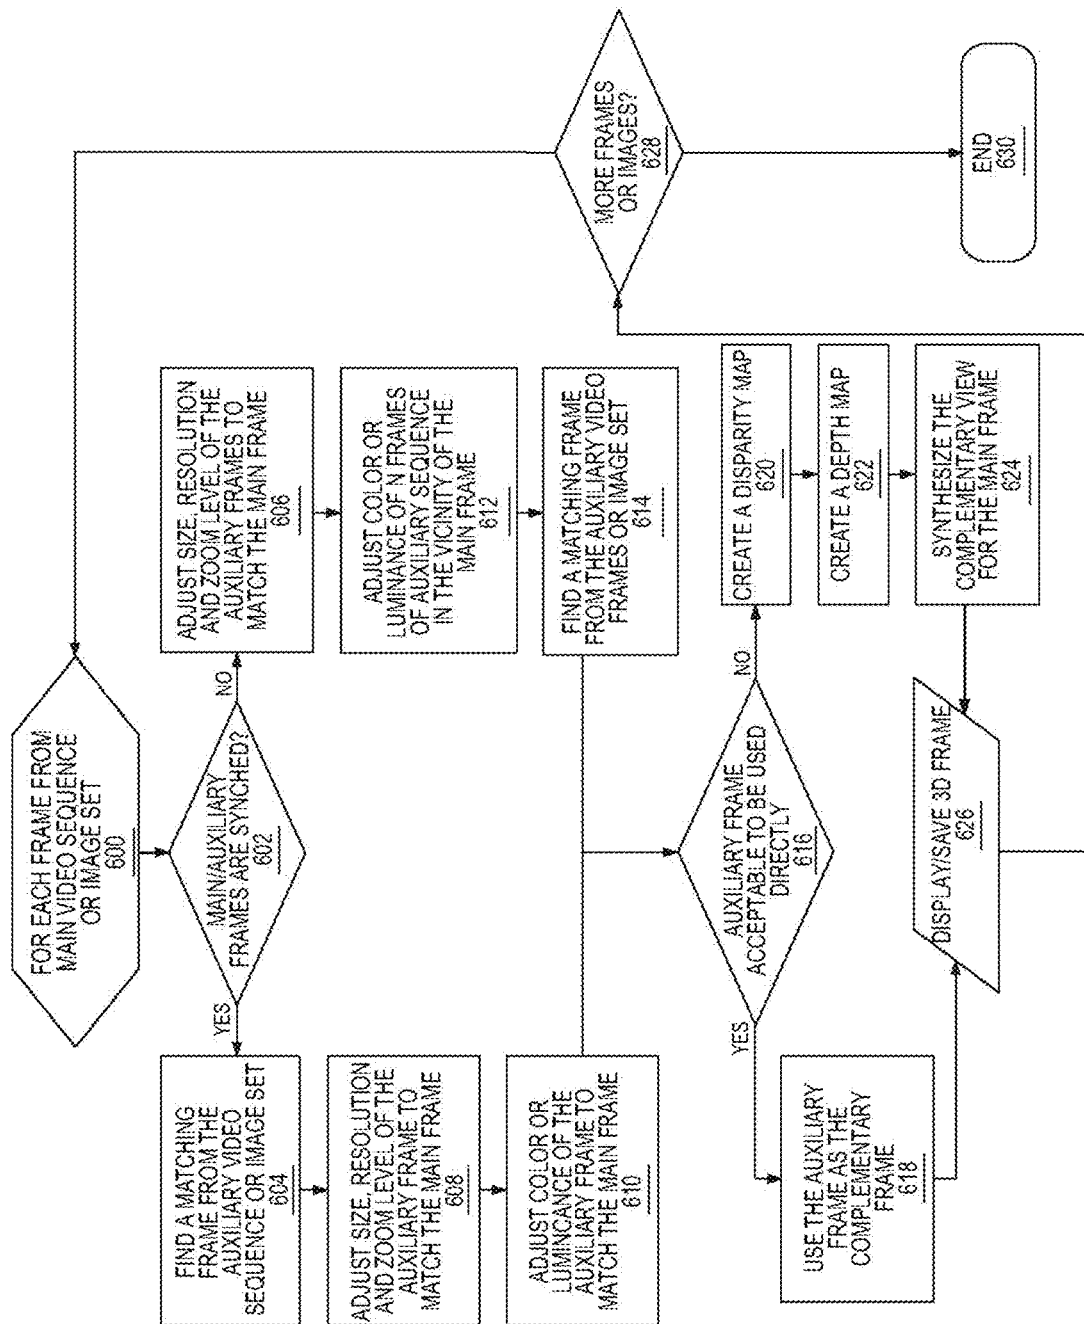 FOR EACH FRAME FROM
MAIN VIDEO SEQUENCE
OR IMAGE SET
600
MAIN/AUXILIARY
FRAMES ARE SYNCHED?
602
YES
NO
FIND A MATCHING
FRAME FROM THE
AUXILIARY VIDEO
SEQUENCE OR IMAGE SET
604
ADJUST SIZE, RESOLUTION
AND ZOOM LEVEL OF THE
AUXILIARY FRAMES TO
MATCH THE MAIN FRAME
606
ADJUST SIZE, RESOLUTION
AND ZOOM LEVEL OF THE
AUXILIARY FRAME TO
MATCH THE MAIN FRAME
608
ADJUST COLOR OR
LUMINANCE OF N FRAMES
OF AUXILIARY SEQUENCE
IN THE VICINITY OF THE
MAIN FRAME
612
ADJUST COLOR OR
LUMINCANCE OF THE
AUXILIARY FRAME TO
MATCH THE MAIN FRAME
610
FIND A MATCHING FRAME
FROM THE AUXILIARY VIDEO
FRAMES OR IMAGE SET
614
AUXILIARY FRAME
ACCEPTABLE TO BE USED
DIRECTLY
616
YES
NO
USE THE AUXILIARY
FRAME AS THE
COMPLEMENTARY
FRAME.
618
CREATE A DISPARITY MAP
620
CREATE A DEPTH MAP
622
SYNTHESIZE THE
COMPLEMENTARY VIEW
FOR THE MAIN FRAME
624
DISPLAY/SAVE 3D FRAME
626
MORE FRAMES
OR IMAGES?
628
END
630